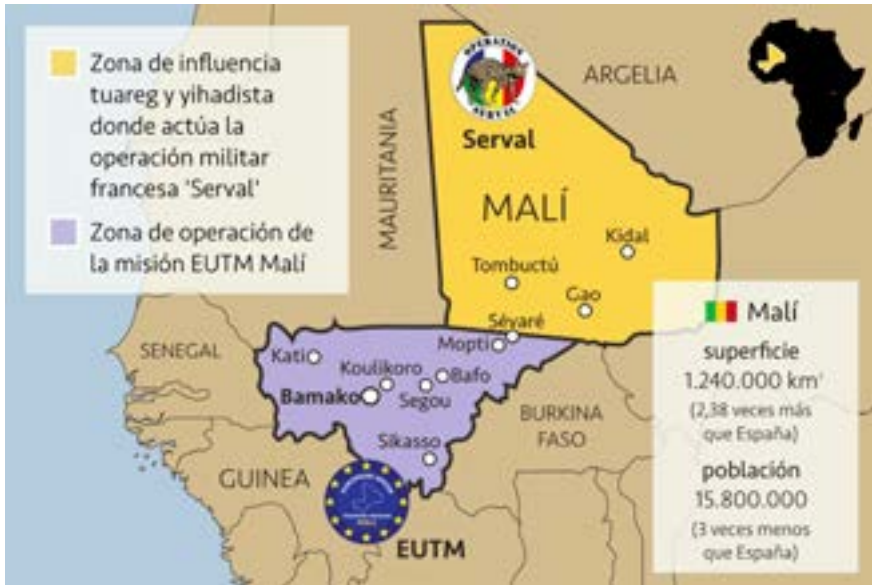 Zona de influencia
tuareg y yihadista
donde actúa la
operación militar
francesa 'Serval'
Zona de operación de
la misión EUTM Malí
OPERATION
SERVAL
Serval
ARGELIA
MAURITANIA
MALÍ
Kidal
Tombuctú
Gao
Sévaré
Mopti
SENEGAL
Kati
Koulikoro
Bafo
Bamako
Segou
Sikasso
BURKINA
FASO
GUINEA
EUTM
Malí
superficie
1.240.000 km²
(2,38 veces más
que España)
población
15.800.000
(3 veces menos
que España)